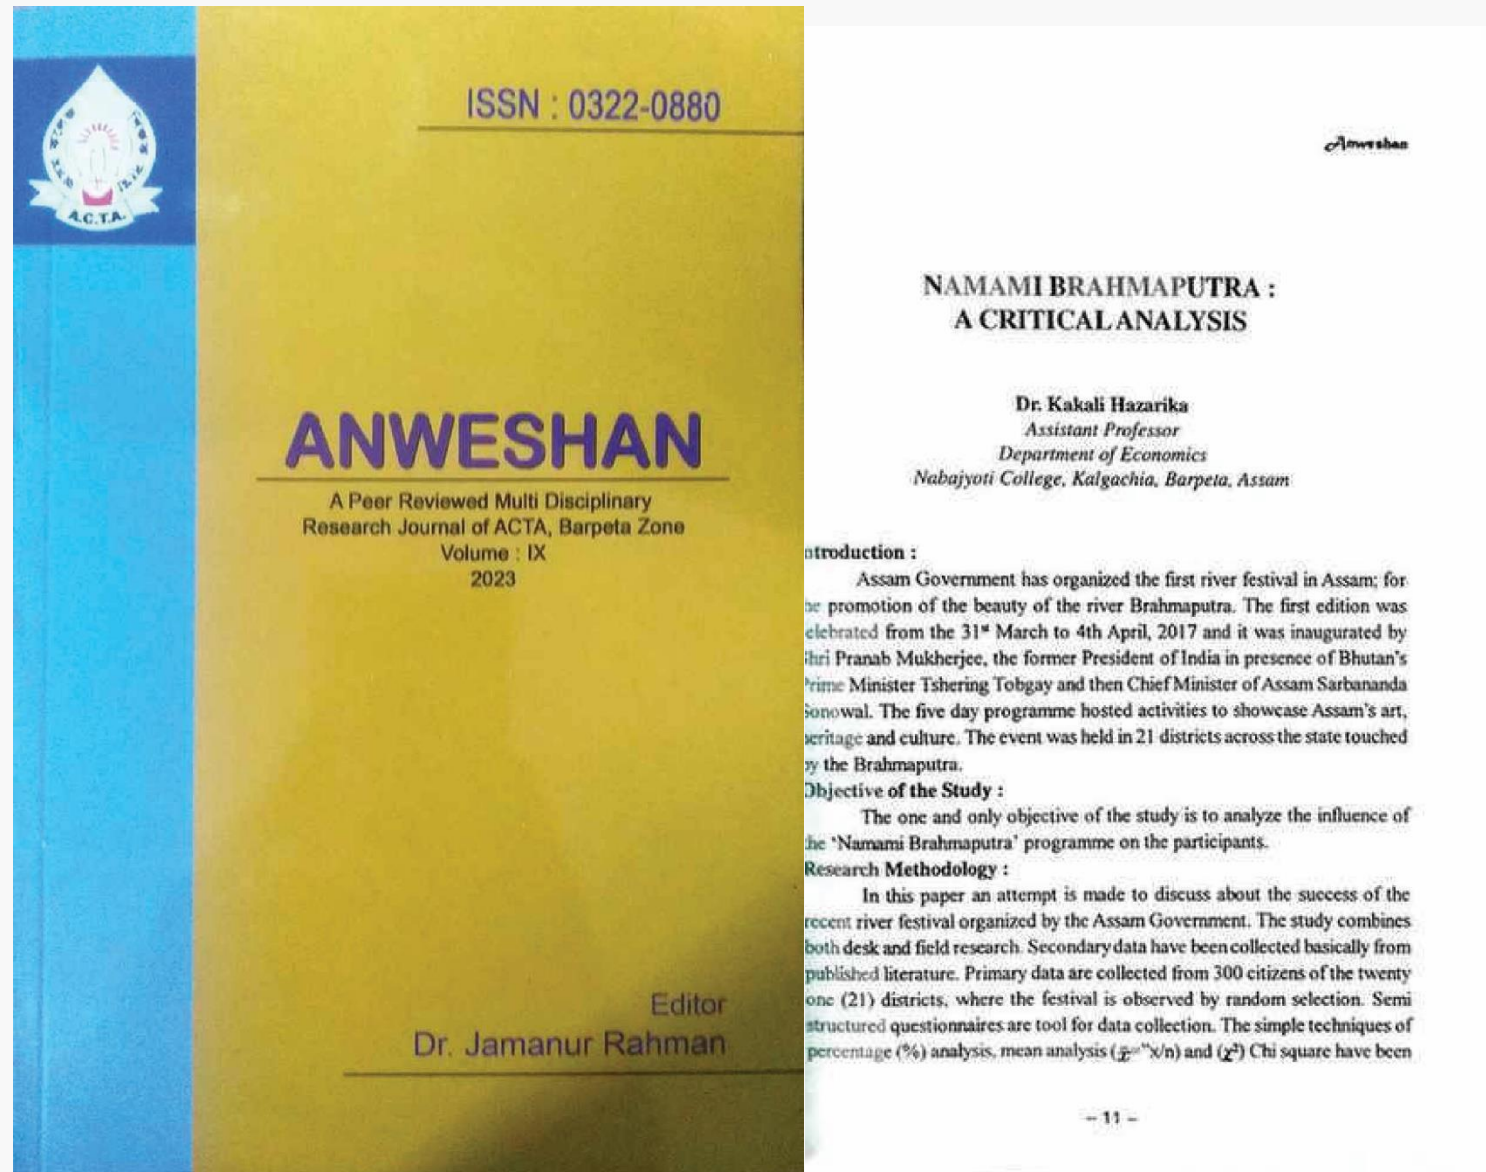 ISSN : 0322-0880
A.C.T.A.
ANWESHAN
A Peer Reviewed Multi Disciplinary
Research Journal of ACTA, Barpeta Zone
Volume : IX
2023
Editor
Dr. Jamanur Rahman
Anweshan
NAMAMI BRAHMAPUTRA :
A CRITICAL ANALYSIS
Dr. Kakali Hazarika
Assistant Professor
Department of Economics
Nabajyoti College, Kalgachia, Barpeta, Assam
ntroduction :
Assam Government has organized the first river festival in Assam; for
he promotion of the beauty of the river Brahmaputra. The first edition was
elebrated from the 31st March to 4th April, 2017 and it was inaugurated by
Shri Pranab Mukherjee, the former President of India in presence of Bhutan's
Prime Minister Tshering Tobgay and then Chief Minister of Assam Sarbananda
Sonowal. The five day programme hosted activities to showcase Assam's art,
heritage and culture. The event was held in 21 districts across the state touched
by the Brahmaputra.
Objective of the Study :
The one and only objective of the study is to analyze the influence of
the 'Namami Brahmaputra' programme on the participants.
Research Methodology :
In this paper an attempt is made to discuss about the success of the
recent river festival organized by the Assam Government. The study combines
both desk and field research. Secondary data have been collected basically from
published literature. Primary data are collected from 300 citizens of the twenty
one (21) districts, where the festival is observed by random selection. Semi
structured questionnaires are tool for data collection. The simple techniques of
percentage (%) analysis, mean analysis (x̄="x/n) and (χ²) Chi square have been
– 11 –